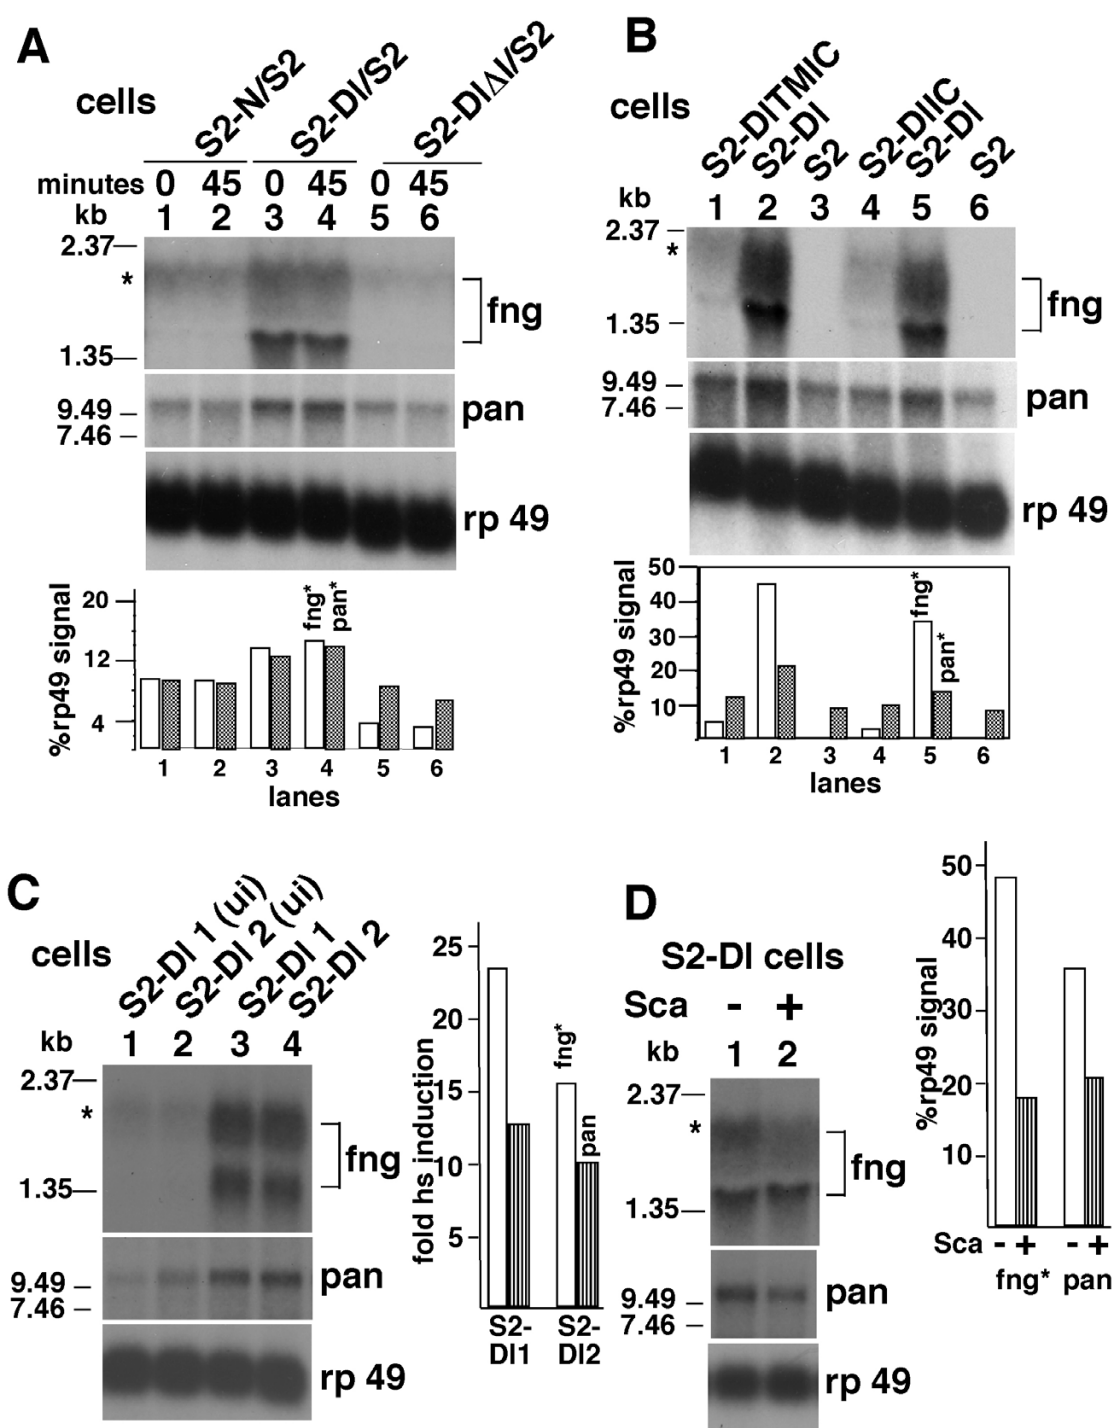 A
cells
S2-N/S2
S2-Dl/S2
S2-DlΔI/S2
minutes 0 45 0 45 0 45
kb 1 2 3 4 5 6
2.37
*
fng
1.35
9.49
pan
7.46
rp 49
%rp49 signal
20
12
4
fng*
pan*
1 2 3 4 5 6
lanes
B
cells
S2-DlTMIC
S2-Dl
S2
S2-DlIC
S2-Dl
S2
kb
1 2 3 4 5 6
2.37
*
fng
1.35
9.49
pan
7.46
rp 49
%rp49 signal
50
40
30
20
10
fng*
pan*
1 2 3 4 5 6
lanes
C
cells
S2-Dl 1 (ui)
S2-Dl 2 (ui)
S2-Dl 1
S2-Dl 2
kb 1 2 3 4
2.37
*
fng
1.35
9.49
pan
7.46
rp 49
fold hs induction
25
20
15
10
5
fng*
pan
S2- S2-
Dl1 Dl2
D
S2-Dl cells
Sca - +
kb 1 2
2.37
*
fng
1.35
9.49
pan
7.46
rp 49
%rp49 signal
50
40
30
20
10
Sca - + - +
fng* pan